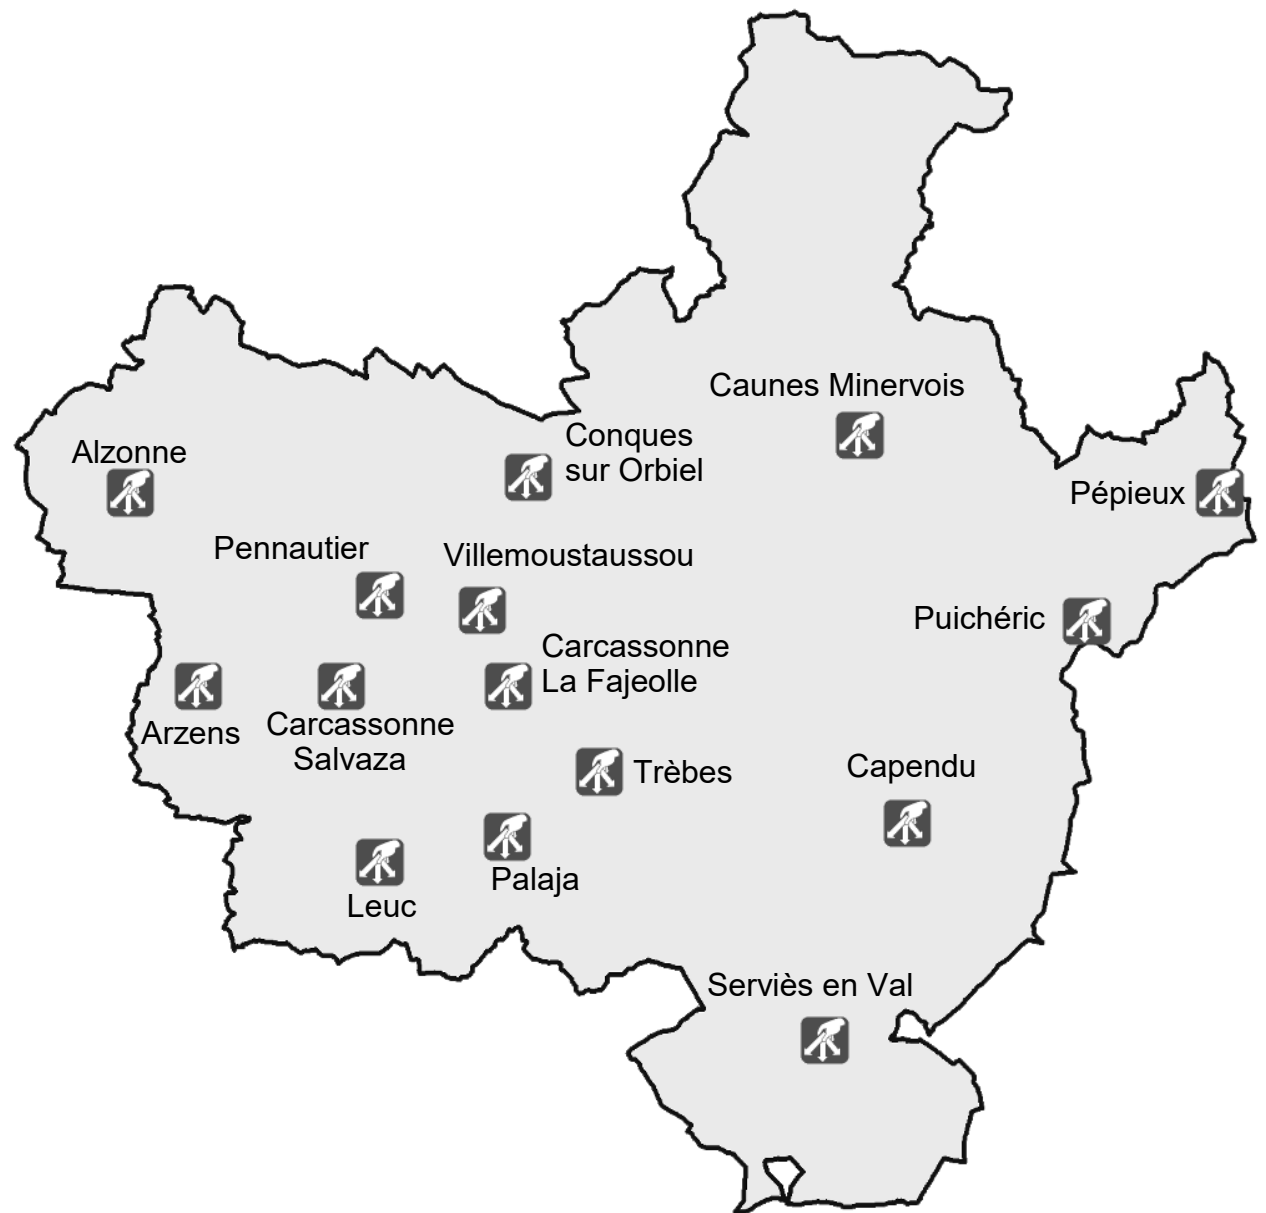 Caunes Minervois
Conques
sur Orbiel
Alzonne
Pépieux
Pennautier
Villemoustaussou
Puichéric
Carcassonne
La Fajeolle
Arzens
Carcassonne
Salvaza
Trèbes
Capendu
Palaja
Leuc
Serviès en Val